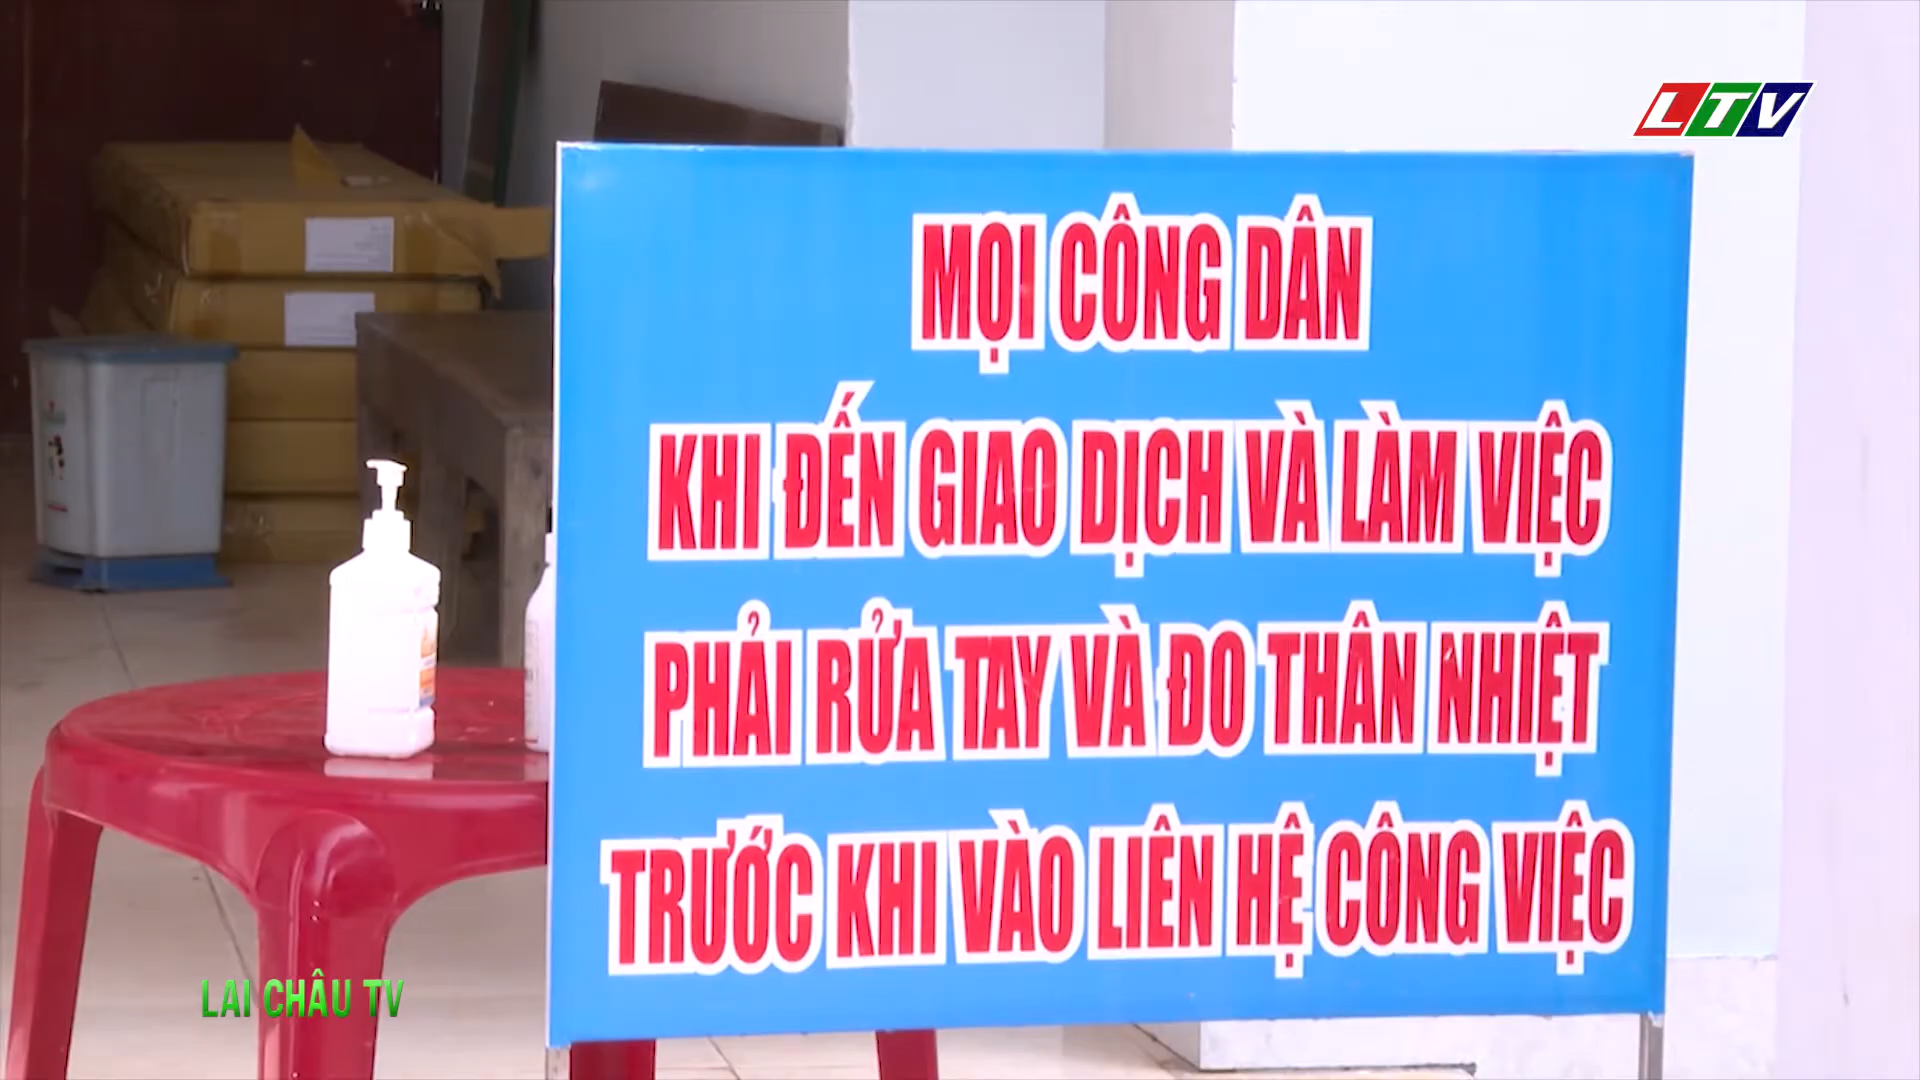 LTV
MỌI CÔNG DÂN
KHI ĐẾN GIAO DỊCH VÀ LÀM VIỆC
PHẢI RỬA TAY VÀ ĐO THÂN NHIỆT
TRƯỚC KHI VÀO LIÊN HỆ CÔNG VIỆC
LAI CHÂU TV